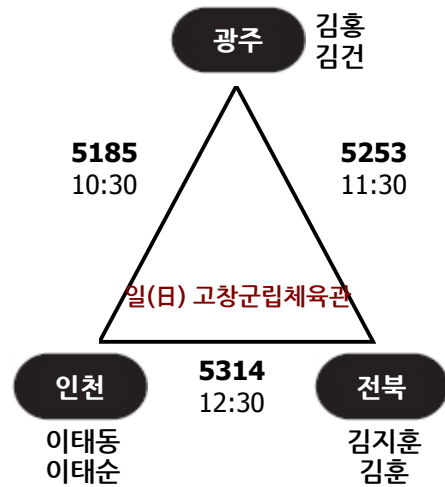 광주
김홍
김건
5185
10:30
5253
11:30
일(日) 고창군립체육관
인천
5314
12:30
전북
이태동
이태순
김지훈
김훈